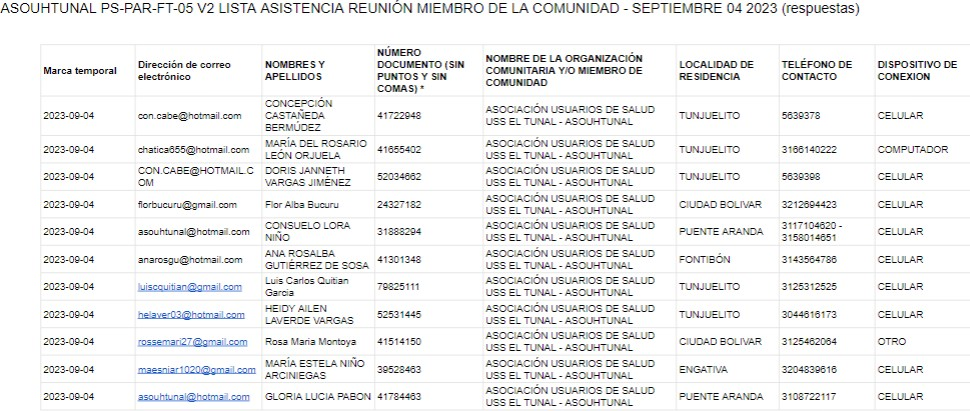 ASOUHTUNAL PS-PAR-FT-05 V2 LISTA ASISTENCIA REUNIÓN MIEMBRO DE LA COMUNIDAD - SEPTIEMBRE 04 2023 (respuestas)
Marca temporal | Dirección de correo electrónico | NOMBRES Y APELLIDOS | NÚMERO DOCUMENTO (SIN PUNTOS Y SIN COMAS) * | NOMBRE DE LA ORGANIZACIÓN COMUNITARIA Y/O MIEMBRO DE COMUNIDAD | LOCALIDAD DE RESIDENCIA | TELÉFONO DE CONTACTO | DISPOSITIVO DE CONEXION
2023-09-04 | con.cabe@hotmail.com | CONCEPCIÓN CASTAÑEDA BERMÚDEZ | 41722948 | ASOCIACIÓN USUARIOS DE SALUD USS EL TUNAL - ASOUHTUNAL | TUNJUELITO | 5639378 | CELULAR
2023-09-04 | chatica655@hotmail.com | MARÍA DEL ROSARIO LEÓN ORJUELA | 41655402 | ASOCIACIÓN USUARIOS DE SALUD USS EL TUNAL - ASOUHTUNAL | TUNJUELITO | 3166140222 | COMPUTADOR
2023-09-04 | CON.CABE@HOTMAIL.COM | DORIS JANNETH VARGAS JIMÉNEZ | 52034662 | ASOCIACIÓN USUARIOS DE SALUD USS EL TUNAL - ASOUHTUNAL | TUNJUELITO | 5639398 | CELULAR
2023-09-04 | florbucuru@gmail.com | Flor Alba Bucuru | 24327182 | ASOCIACIÓN USUARIOS DE SALUD USS EL TUNAL - ASOUHTUNAL | CIUDAD BOLIVAR | 3212694423 | CELULAR
2023-09-04 | asouhtunal@hotmail.com | CONSUELO LORA NIÑO | 31888294 | ASOCIACIÓN USUARIOS DE SALUD USS EL TUNAL - ASOUHTUNAL | PUENTE ARANDA | 3117104620 - 3158014651 | CELULAR
2023-09-04 | anarosgu@hotmail.com | ANA ROSALBA GUTIÉRREZ DE SOSA | 41301348 | ASOCIACIÓN USUARIOS DE SALUD USS EL TUNAL - ASOUHTUNAL | FONTIBÓN | 3143564786 | CELULAR
2023-09-04 | luiscquitian@gmail.com | Luis Carlos Quitian Garcia | 79825111 | ASOCIACIÓN USUARIOS DE SALUD USS EL TUNAL - ASOUHTUNAL | TUNJUELITO | 3125312525 | CELULAR
2023-09-04 | helaver03@hotmail.com | HEIDY AILEN LAVERDE VARGAS | 52531445 | ASOCIACIÓN USUARIOS DE SALUD USS EL TUNAL - ASOUHTUNAL | TUNJUELITO | 3044616173 | CELULAR
2023-09-04 | rossemari27@gmail.com | Rosa María Montoya | 41514150 | ASOCIACIÓN USUARIOS DE SALUD USS EL TUNAL - ASOUHTUNAL | CIUDAD BOLIVAR | 3125462064 | OTRO
2023-09-04 | maesniar1020@gmail.com | MARÍA ESTELA NIÑO ARCINIEGAS | 39528463 | ASOCIACIÓN USUARIOS DE SALUD USS EL TUNAL - ASOUHTUNAL | ENGATIVA | 3204839616 | CELULAR
2023-09-04 | asouhtunal@hotmail.com | GLORIA LUCIA PABON | 41784463 | ASOCIACIÓN USUARIOS DE SALUD USS EL TUNAL - ASOUHTUNAL | PUENTE ARANDA | 3108722117 | CELULAR